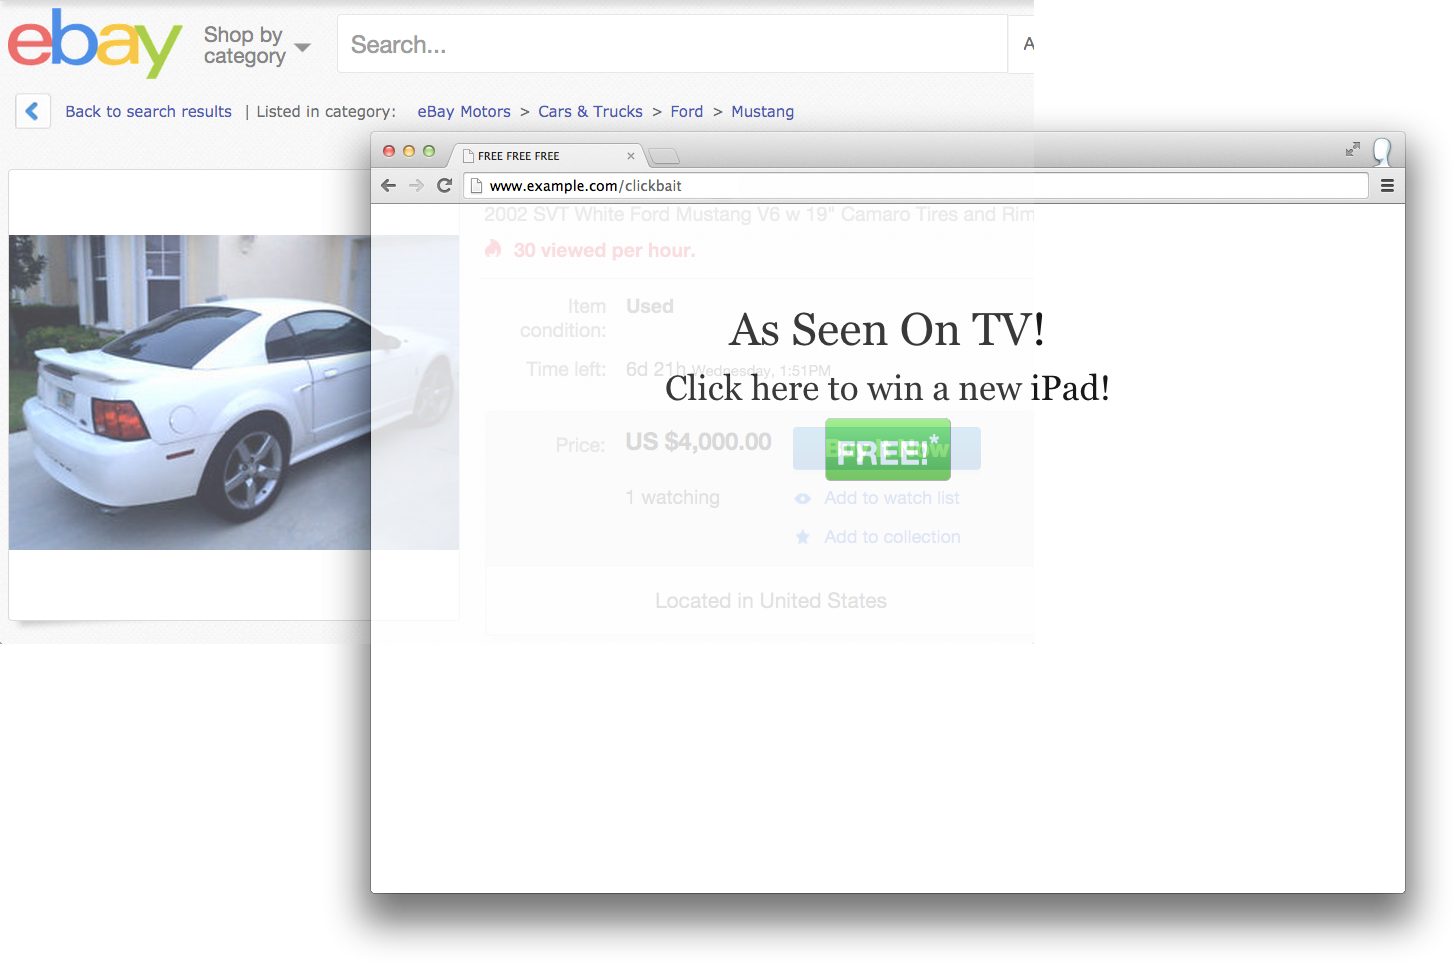 ebay
Shop by
category
Search...
A
Back to search results | Listed in category: eBay Motors > Cars & Trucks > Ford > Mustang
FREE FREE FREE
www.example.com/clickbait
2002 SVT White Ford Mustang V6 w 19" Camaro Tires and Rim
30 viewed per hour.
Item
condition:
Used
As Seen On TV!
Time left: 6d 21h Wednesday, 1:51PM
Click here to win a new iPad!
Price: US $4,000.00
Buy It Now
FREE!*
1 watching
Add to watch list
Add to collection
Located in United States